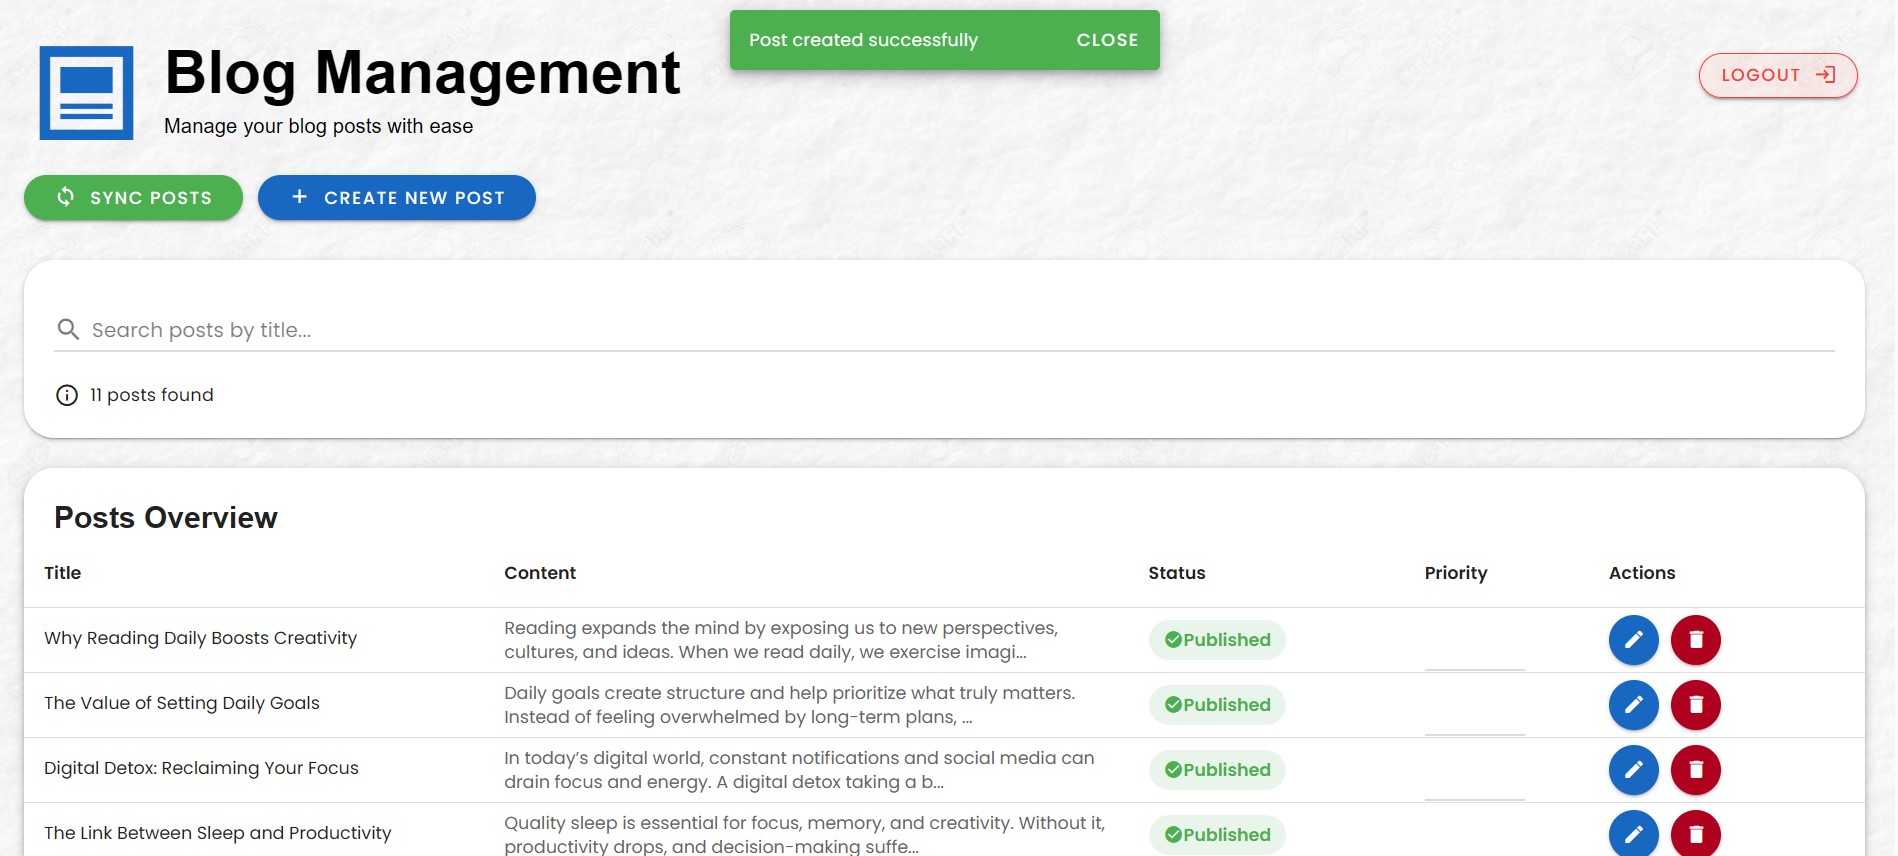 Post created successfully CLOSE
Blog Management
Manage your blog posts with ease
LOGOUT
SYNC POSTS
CREATE NEW POST
Search posts by title...
11 posts found
Posts Overview
Title Content Status Priority Actions
Why Reading Daily Boosts Creativity
Reading expands the mind by exposing us to new perspectives,
cultures, and ideas. When we read daily, we exercise imagi...
Published
The Value of Setting Daily Goals
Daily goals create structure and help prioritize what truly matters.
Instead of feeling overwhelmed by long-term plans, ...
Published
Digital Detox: Reclaiming Your Focus
In today’s digital world, constant notifications and social media can
drain focus and energy. A digital detox taking a b...
Published
The Link Between Sleep and Productivity
Quality sleep is essential for focus, memory, and creativity. Without it,
productivity drops, and decision-making suffe...
Published